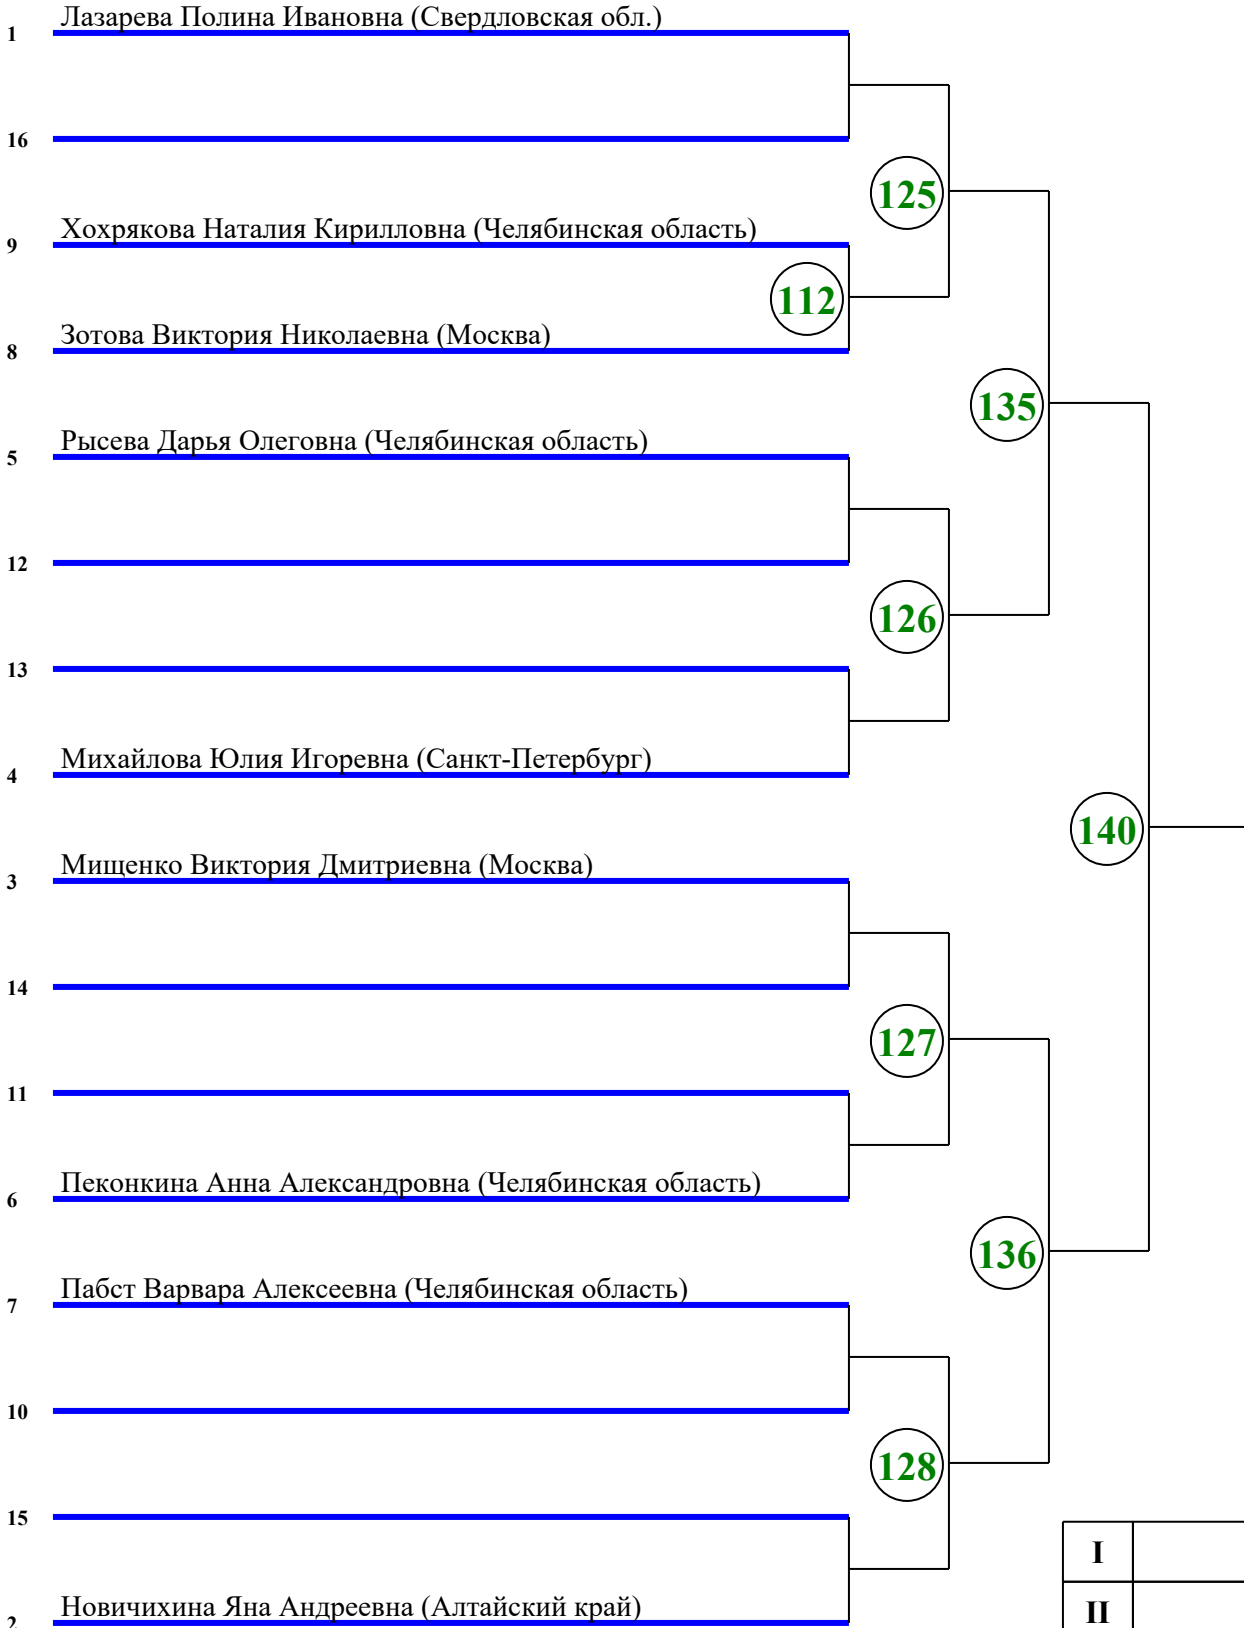 Лазарева Полина Ивановна (Свердловская обл.)
1
16
125
Хохрякова Наталия Кирилловна (Челябинская область)
9
112
Зотова Виктория Николаевна (Москва)
8
135
Рысева Дарья Олеговна (Челябинская область)
5
12
126
13
Михайлова Юлия Игоревна (Санкт-Петербург)
4
140
Мищенко Виктория Дмитриевна (Москва)
3
14
127
11
Пеконкина Анна Александровна (Челябинская область)
6
136
Пабст Варвара Алексеевна (Челябинская область)
7
10
128
15
I
Новичихина Яна Андреевна (Алтайский край)
2
II